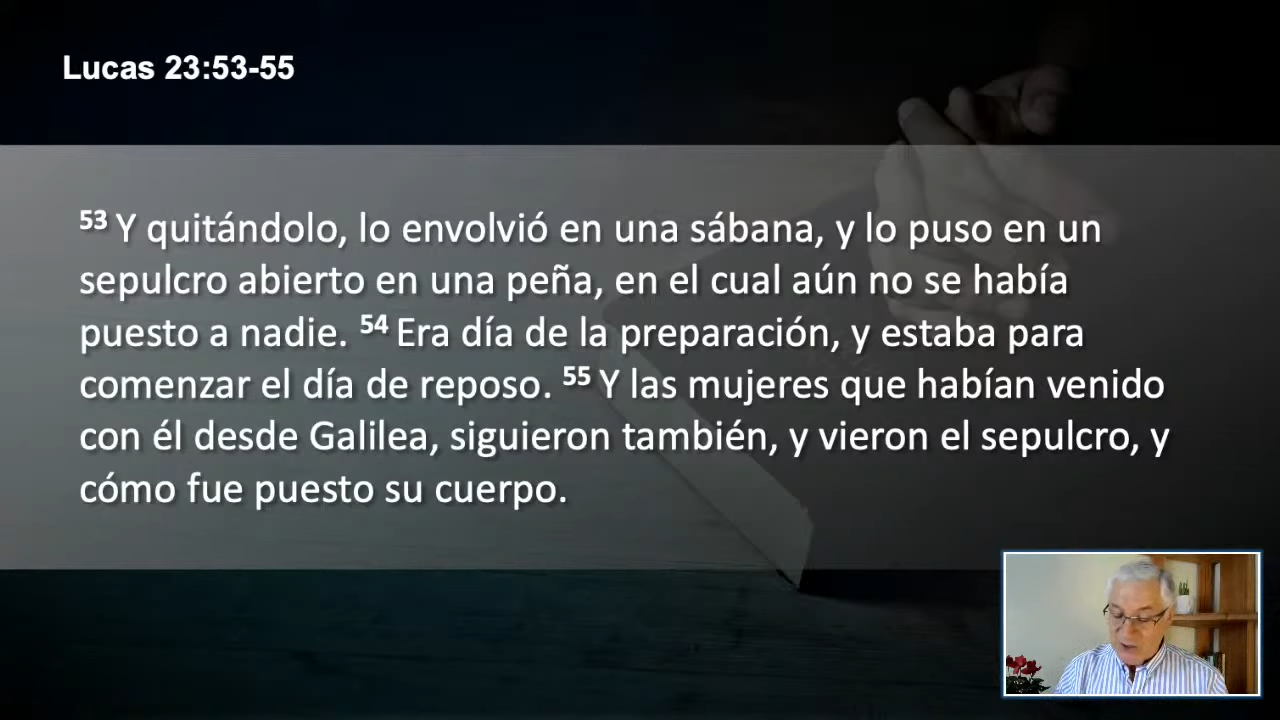 Lucas 23:53-55
53 Y quitándolo, lo envolvió en una sábana, y lo puso en un
sepulcro abierto en una peña, en el cual aún no se había
puesto a nadie. 54 Era día de la preparación, y estaba para
comenzar el día de reposo. 55 Y las mujeres que habían venido
con él desde Galilea, siguieron también, y vieron el sepulcro, y
cómo fue puesto su cuerpo.